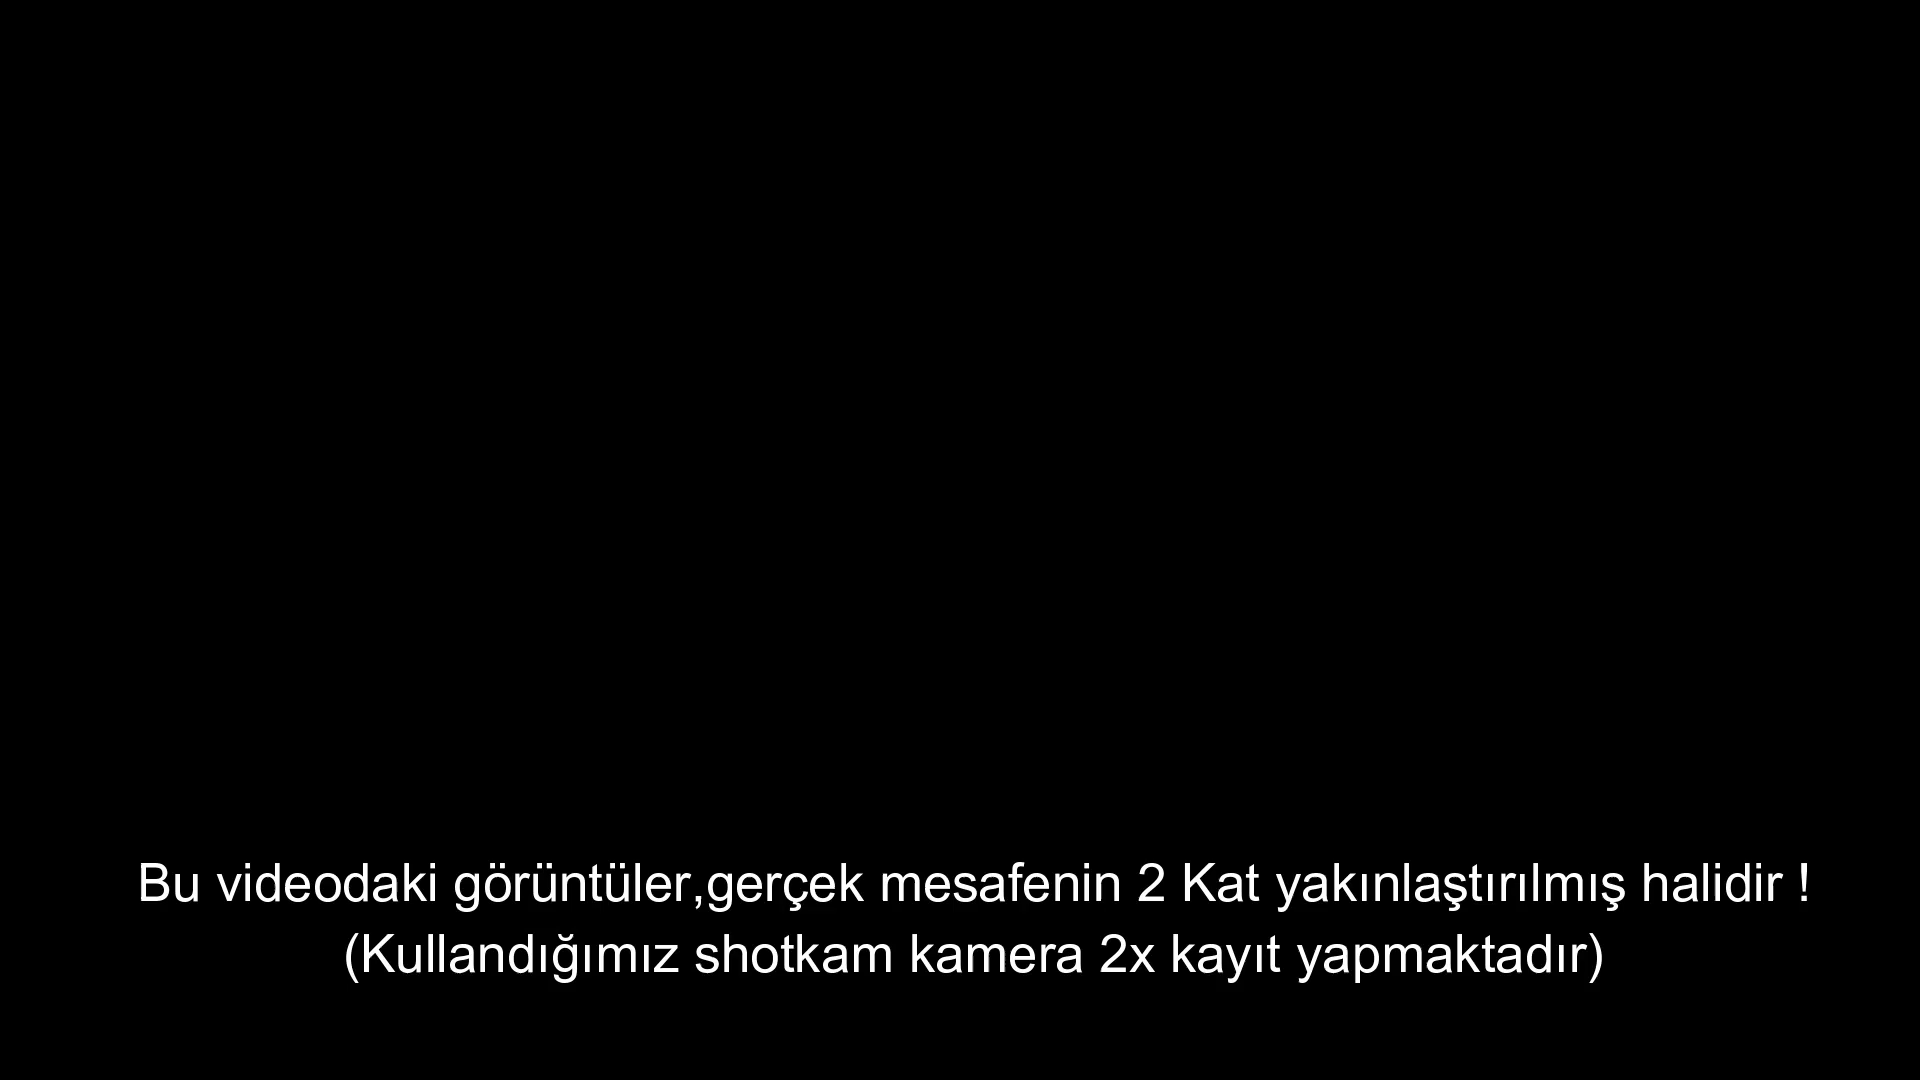 Bu videodaki görüntüler,gerçek mesafenin 2 Kat yakınlaştırılmış halidir !
(Kullandığımız shotkam kamera 2x kayıt yapmaktadır)